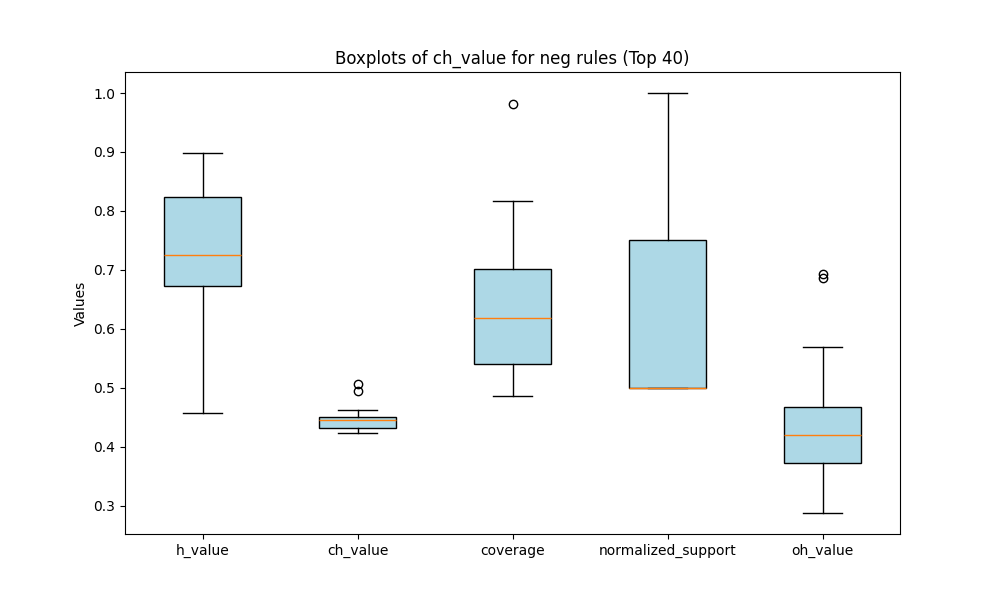 Boxplots of ch_value for neg rules (Top 40)
Values
1.0
0.9
0.8
0.7
0.6
0.5
0.4
0.3
h_value
ch_value
coverage
normalized_support
oh_value